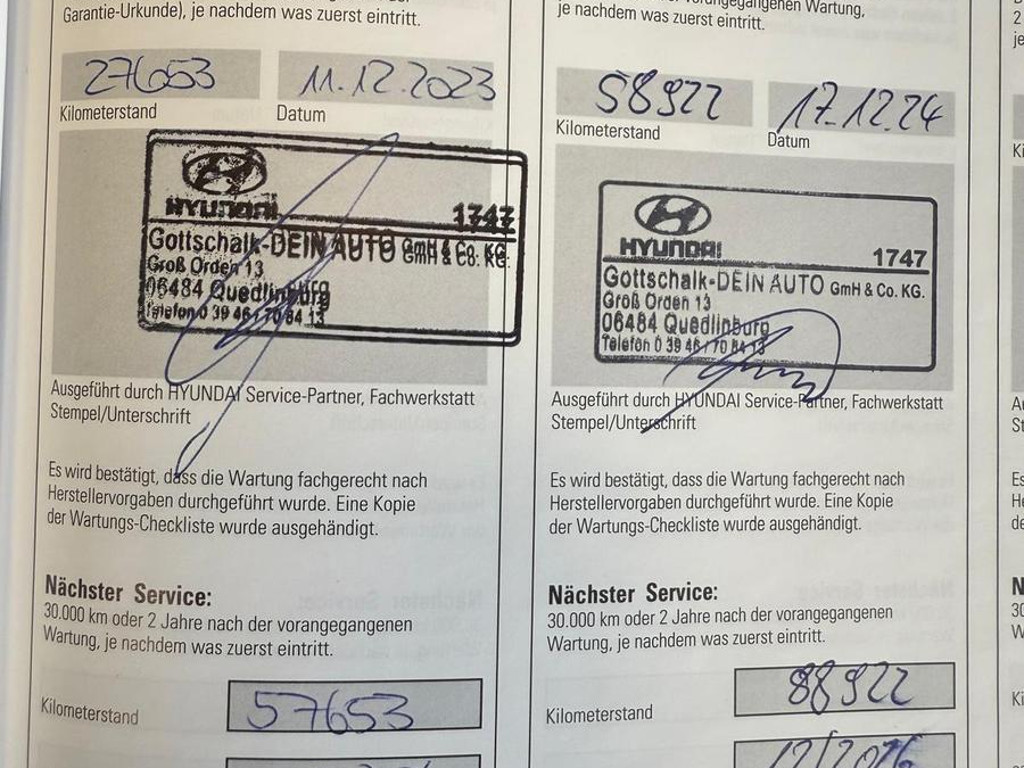 Garantie-Urkunde), je nachdem was zuerst eintritt.
27653
11.12.2023
Kilometerstand
Datum
HYUNDAI
1747
Gottschalk-DEIN AUTO GmH & Co. KG.
Groß Orden 13
06484 Quedlinburg
Telefon 0 39 46 / 70 84 13
Ausgeführt durch HYUNDAI Service-Partner, Fachwerkstatt
Stempel/Unterschrift
Es wird bestätigt, dass die Wartung fachgerecht nach
Herstellervorgaben durchgeführt wurde. Eine Kopie
der Wartungs-Checkliste wurde ausgehändigt.
Nächster Service:
30.000 km oder 2 Jahre nach der vorangegangenen
Wartung, je nachdem was zuerst eintritt.
Kilometerstand
57653
vorangegangenen Wartung,
je nachdem was zuerst eintritt.
58922
17.12.24
Kilometerstand
Datum
HYUNDAI
1747
Gottschalk-DEIN AUTO GmH & Co. KG.
Groß Orden 13
06484 Quedlinburg
Telefon 0 39 46 / 70 84 13
Ausgeführt durch HYUNDAI Service-Partner, Fachwerkstatt
Stempel/Unterschrift
Es wird bestätigt, dass die Wartung fachgerecht nach
Herstellervorgaben durchgeführt wurde. Eine Kopie
der Wartungs-Checkliste wurde ausgehändigt.
Nächster Service:
30.000 km oder 2 Jahre nach der vorangegangenen
Wartung, je nachdem was zuerst eintritt.
Kilometerstand
88922